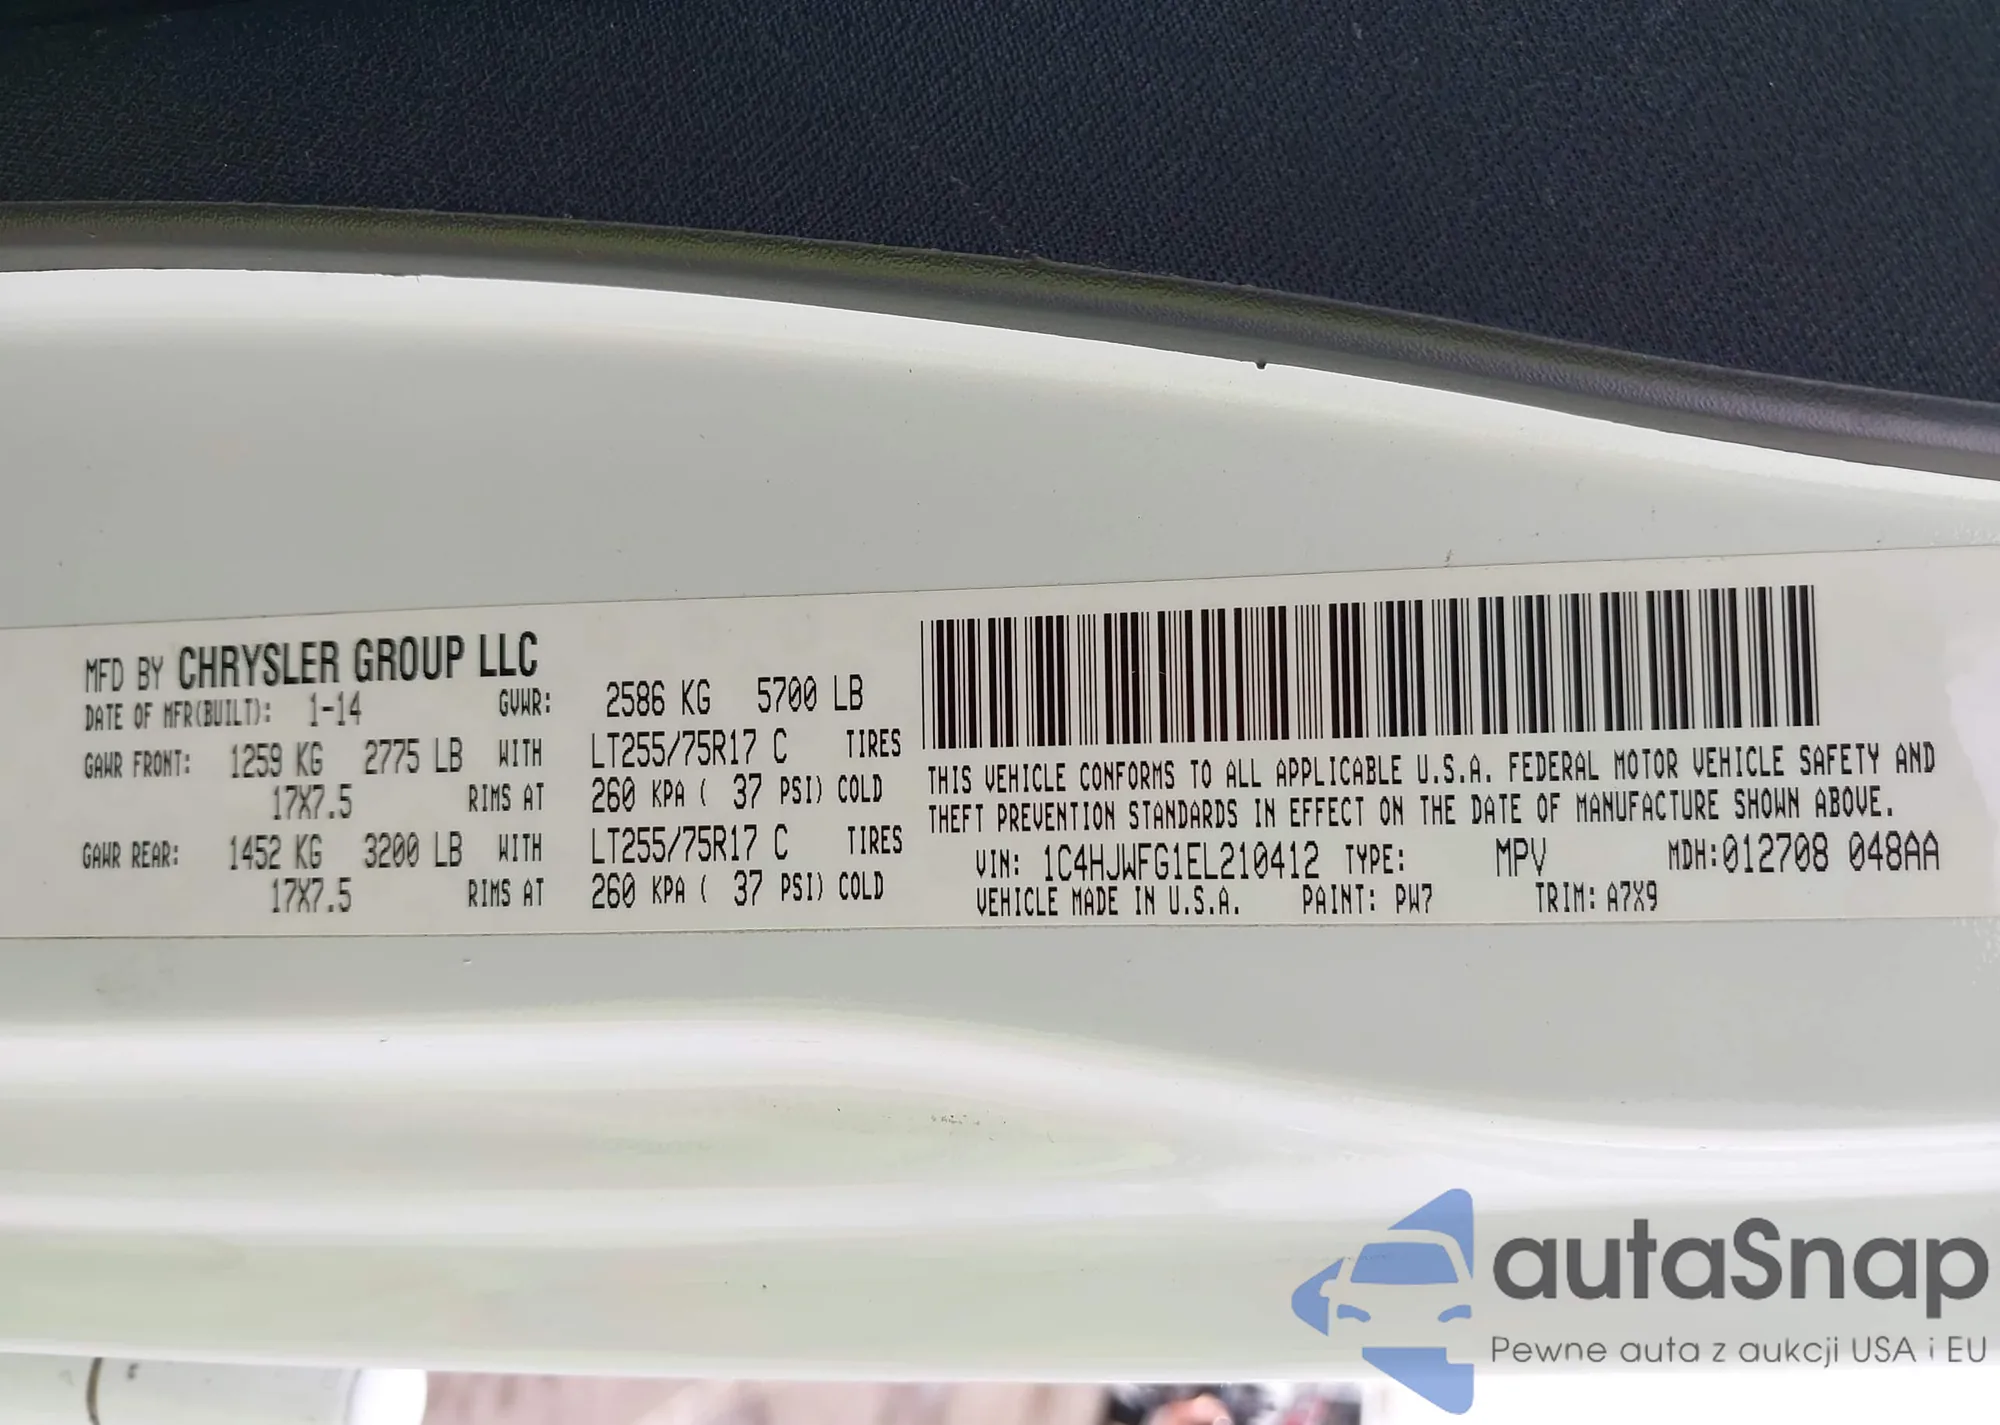 MFD BY CHRYSLER GROUP LLC
DATE OF MFR(BUILT): 1-14 GVWR: 2586 KG 5700 LB
GAWR FRONT: 1259 KG 2775 LB WITH LT255/75R17 C TIRES
17X7.5 RIMS AT 260 KPA ( 37 PSI) COLD
GAWR REAR: 1452 KG 3200 LB WITH LT255/75R17 C TIRES
17X7.5 RIMS AT 260 KPA ( 37 PSI) COLD
THIS VEHICLE CONFORMS TO ALL APPLICABLE U.S.A. FEDERAL MOTOR VEHICLE SAFETY AND
THEFT PREVENTION STANDARDS IN EFFECT ON THE DATE OF MANUFACTURE SHOWN ABOVE.
VIN: 1C4HJWFG1EL210412 TYPE: MPV MDH:012708 048AA
VEHICLE MADE IN U.S.A. PAINT: PW7 TRIM: A7X9
autaSnap
Pewne auta z aukcji USA i EU